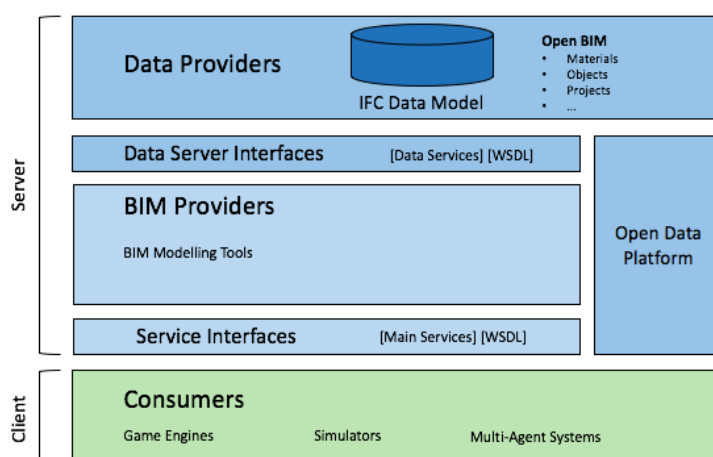 Server
Data Providers
IFC Data Model
Open BIM
• Materials
• Objects
• Projects
• ...
Data Server Interfaces [Data Services] [WSDL]
BIM Providers
BIM Modelling Tools
Open Data
Platform
Service Interfaces [Main Services] [WSDL]
Client
Consumers
Game Engines Simulators Multi-Agent Systems